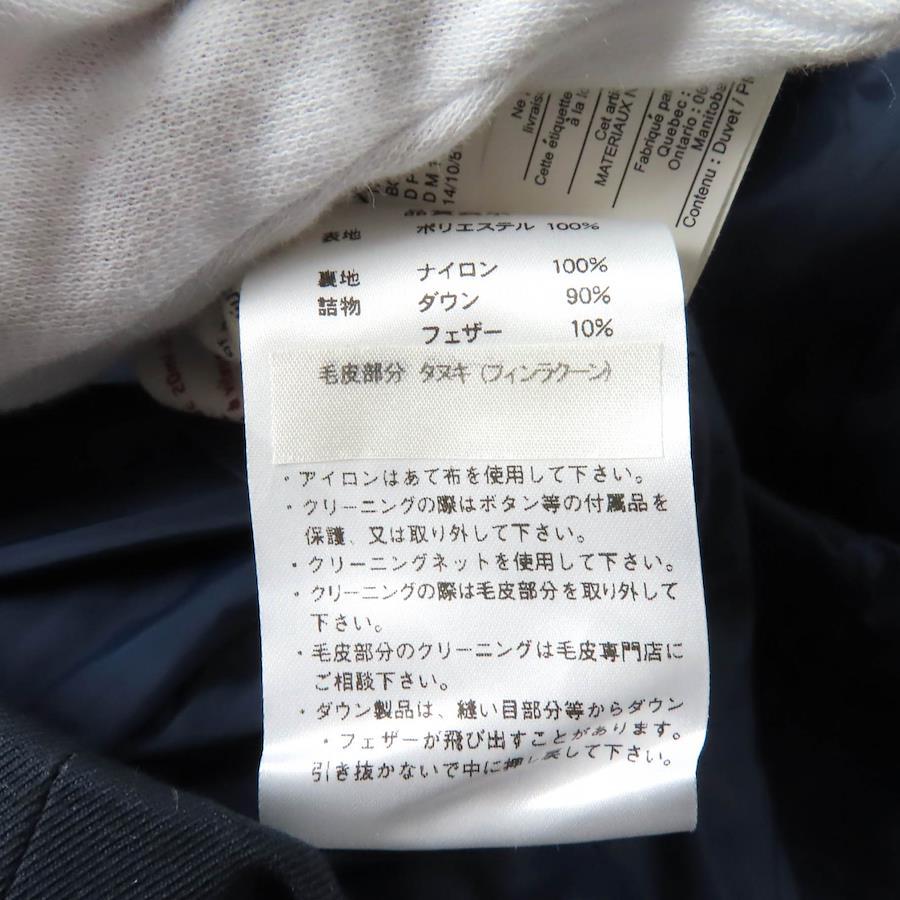 Ne
livraiso
Cette étiquette
à la
Cet arti
MATERIAUX N
Fabriqué par
Quebec:
Ontario: 06
Manitoba
Contenu: Duvet / Pl
14/10/5
表地 ポリエステル 100%
裏地 ナイロン 100%
詰物 ダウン 90%
フェザー 10%
毛皮部分 タヌキ(フィンラクーン)
・アイロンはあて布を使用して下さい。
・クリーニングの際はボタン等の付属品を
保護、又は取り外して下さい。
・クリーニングネットを使用して下さい。
・クリーニングの際は毛皮部分を取り外して
下さい。
・毛皮部分のクリーニングは毛皮専門店に
ご相談下さい。
・ダウン製品は、縫い目部分等からダウン
・フェザーが飛び出すことがあります。
引き抜かないで中に押し戻して下さい。